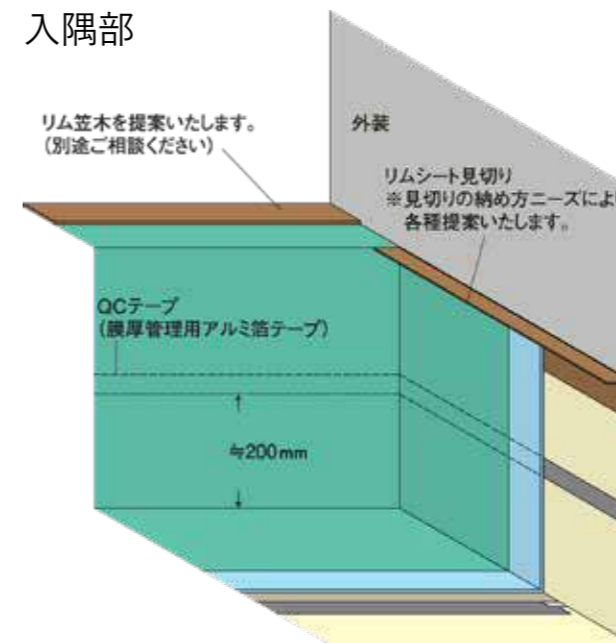 入隅部
リム笠木を提案いたします。
(別途ご相談ください)
外装
リムシート見切り
※見切りの納め方ニーズによ
各種提案いたします。
QCテープ
(膜厚管理用アルミ箔テープ)
≒200mm